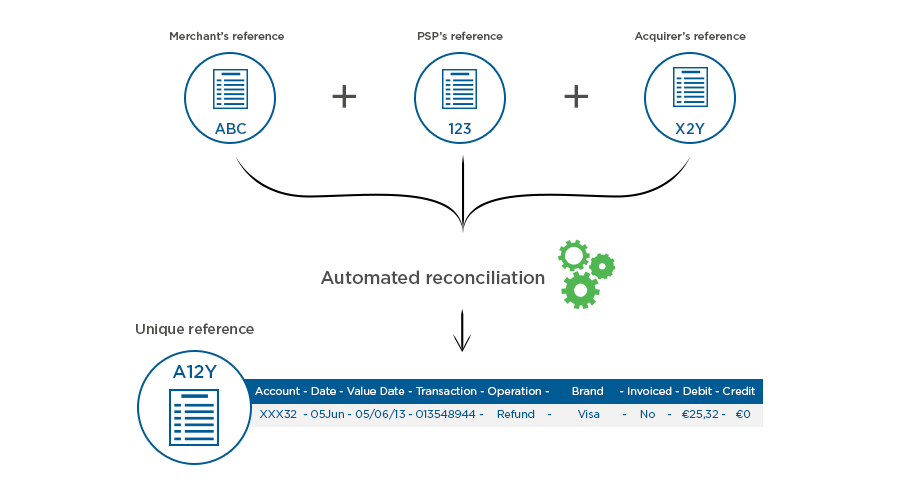 Merchant's reference PSP's reference Acquirer's reference
ABC + 123 + X2Y
Automated reconciliation
Unique reference
A12Y
Account - Date - Value Date - Transaction - Operation - Brand - Invoiced - Debit - Credit
XXX32 - 05Jun - 05/06/13 - 013548944 - Refund - Visa - No - €25,32 - €0